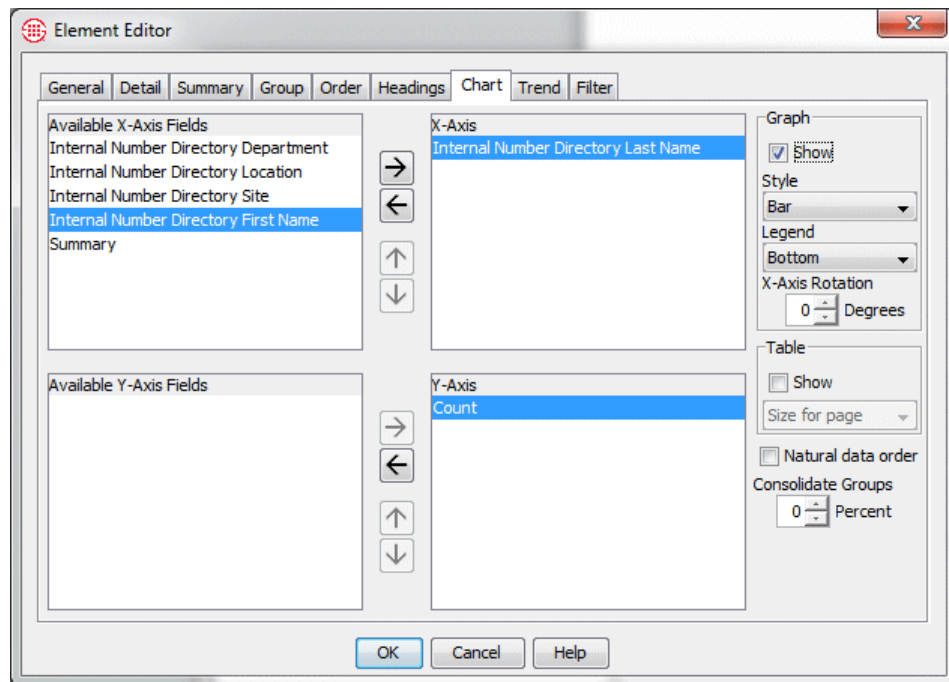 Element Editor
General Detail Summary Group Order Headings Chart Trend Filter
Available X-Axis Fields
Internal Number Directory Department
Internal Number Directory Location
Internal Number Directory Site
Internal Number Directory First Name
Summary
X-Axis
Internal Number Directory Last Name
Graph
Show
Style
Bar
Legend
Bottom
X-Axis Rotation
0 Degrees
Table
Show
Size for page
Natural data order
Consolidate Groups
0 Percent
Available Y-Axis Fields
Y-Axis
Count
OK Cancel Help